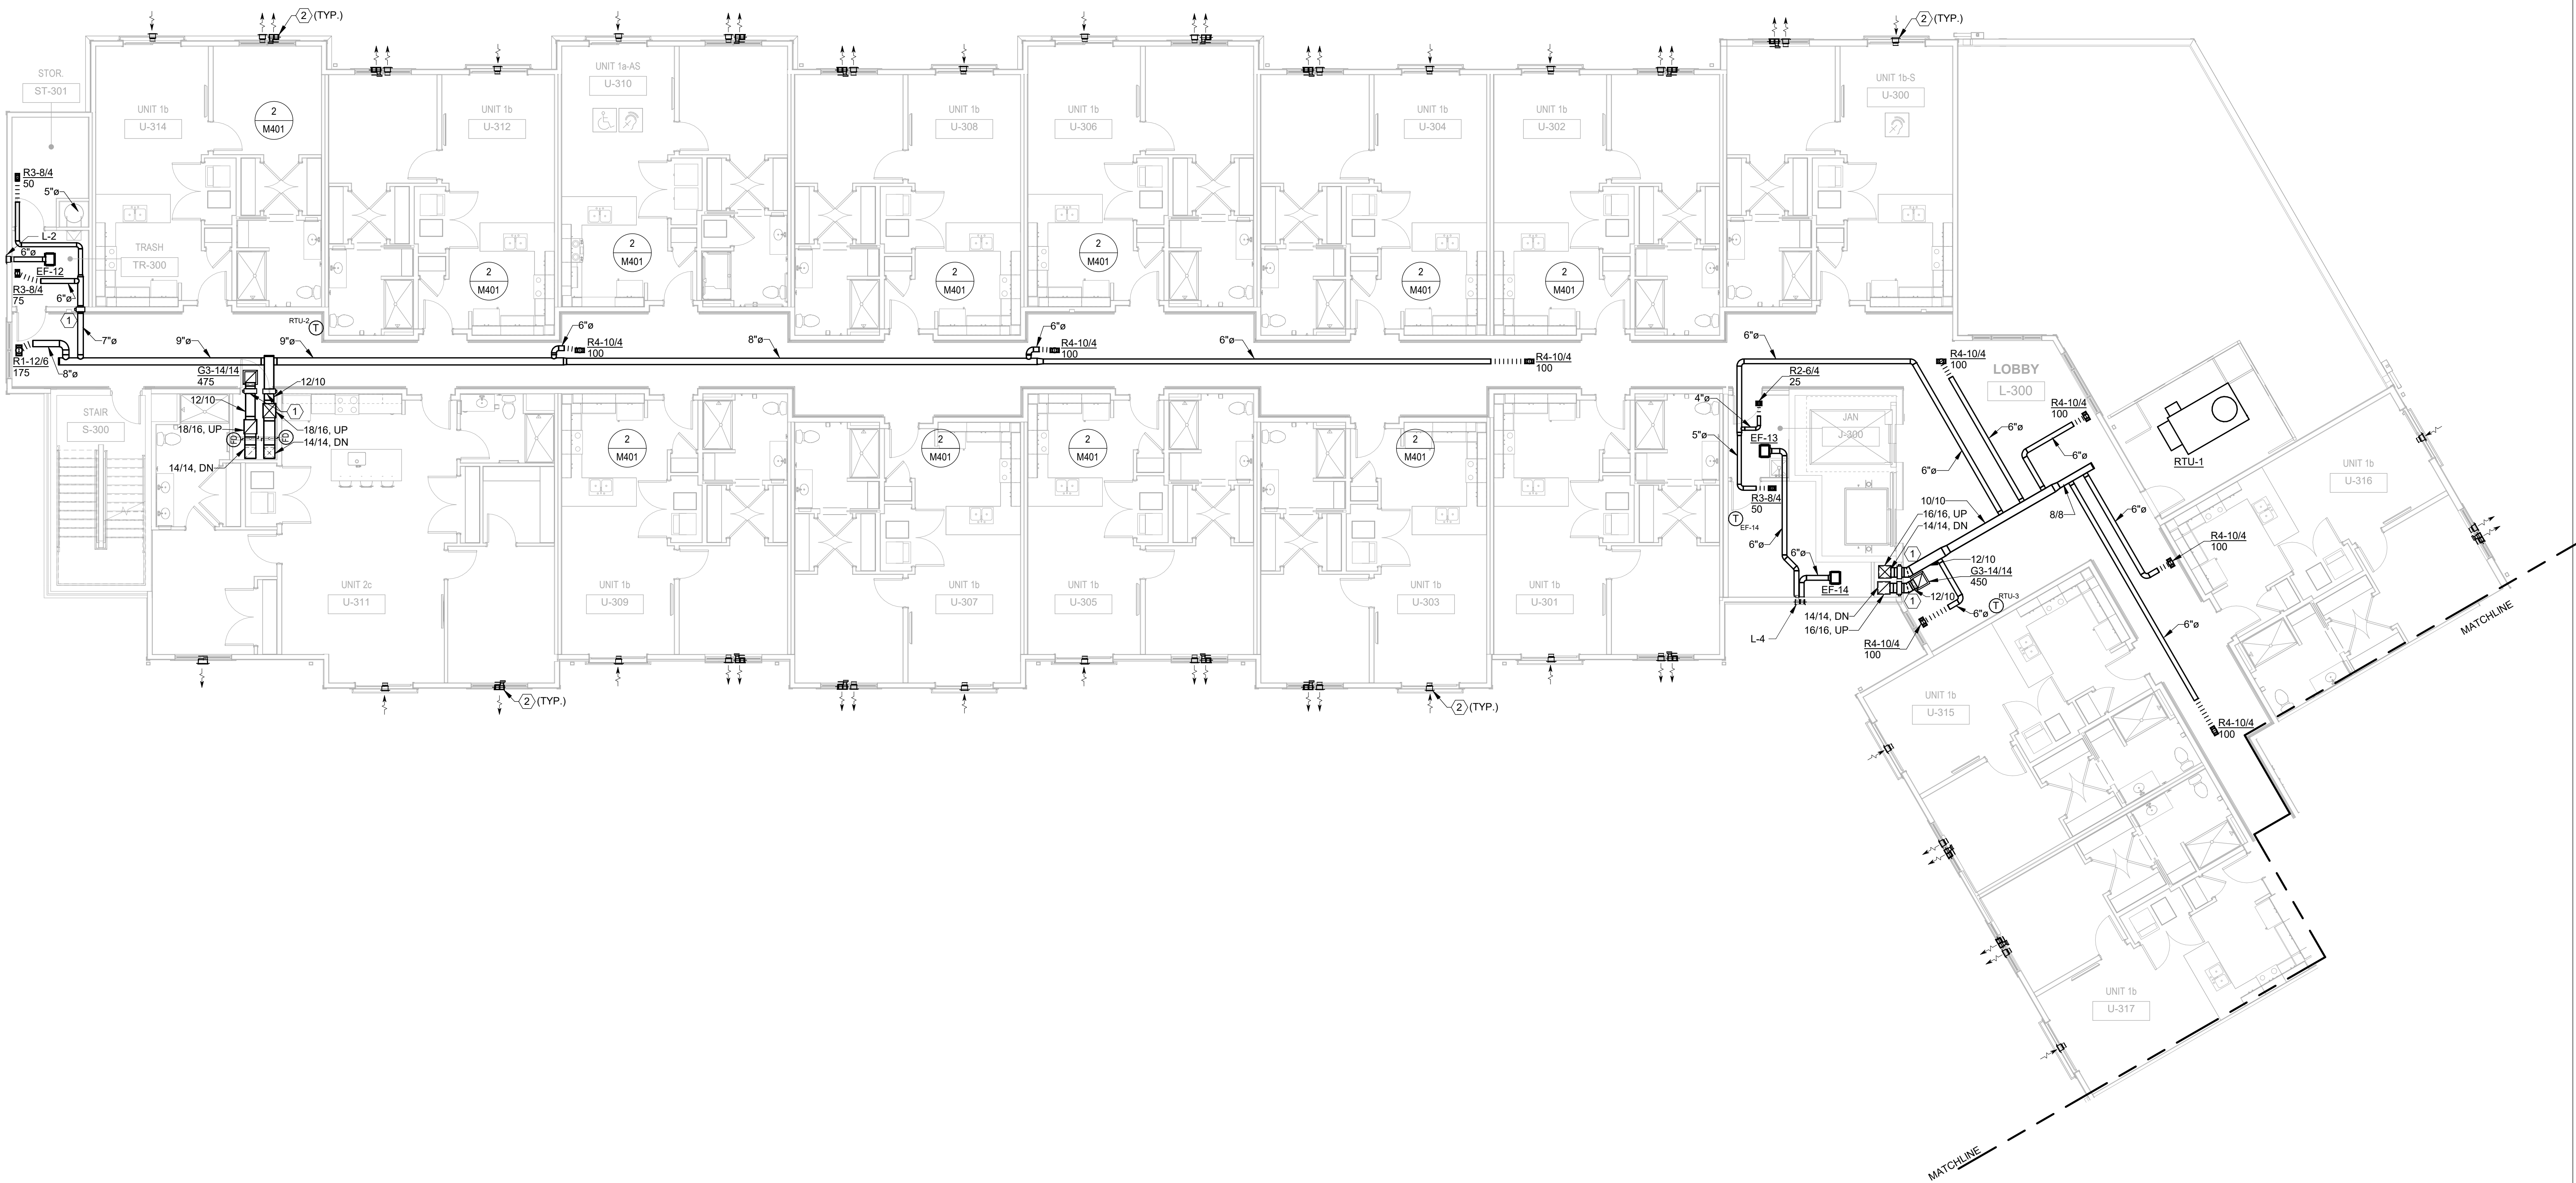 2 (TYP.)
2 (TYP.)
STOR.
ST-301
UNIT 1b
U-314
2
M401
UNIT 1b
U-312
UNIT 1a-AS
U-310
UNIT 1b
U-308
UNIT 1b
U-306
UNIT 1b
U-304
UNIT 1b
U-302
UNIT 1b-S
U-300
R3-8/4
50
5"ø
L-2
6"ø
EF-12
R3-8/4
75
6"ø
TRASH
TR-300
2
M401
2
M401
2
M401
2
M401
2
M401
2
M401
1
7"ø
RTU-2
T
R1-12/6
175
8"ø
9"ø
9"ø
6"ø
R4-10/4
100
8"ø
6"ø
R4-10/4
100
6"ø
R4-10/4
100
G3-14/14
475
12/10
12/10
1
18/16, UP
18/16, UP
FD
FD
14/14, DN
14/14, DN
STAIR
S-300
2
M401
2
M401
2
M401
2
M401
6"ø
R2-6/4
25
4"ø
EF-13
5"ø
R3-8/4
50
T
EF-14
6"ø
6"ø
EF-14
L-4
JAN
J-300
LOBBY
L-300
R4-10/4
100
R4-10/4
100
6"ø
6"ø
6"ø
RTU-1
10/10
16/16, UP
14/14, DN
8/8
6"ø
R4-10/4
100
1
12/10
G3-14/14
450
12/10
1
14/14, DN
16/16, UP
RTU-3
T
6"ø
R4-10/4
100
6"ø
R4-10/4
100
UNIT 1b
U-316
MATCHLINE
UNIT 2c
U-311
UNIT 1b
U-309
UNIT 1b
U-307
UNIT 1b
U-305
UNIT 1b
U-303
UNIT 1b
U-301
UNIT 1b
U-315
2 (TYP.)
2 (TYP.)
UNIT 1b
U-317
MATCHLINE